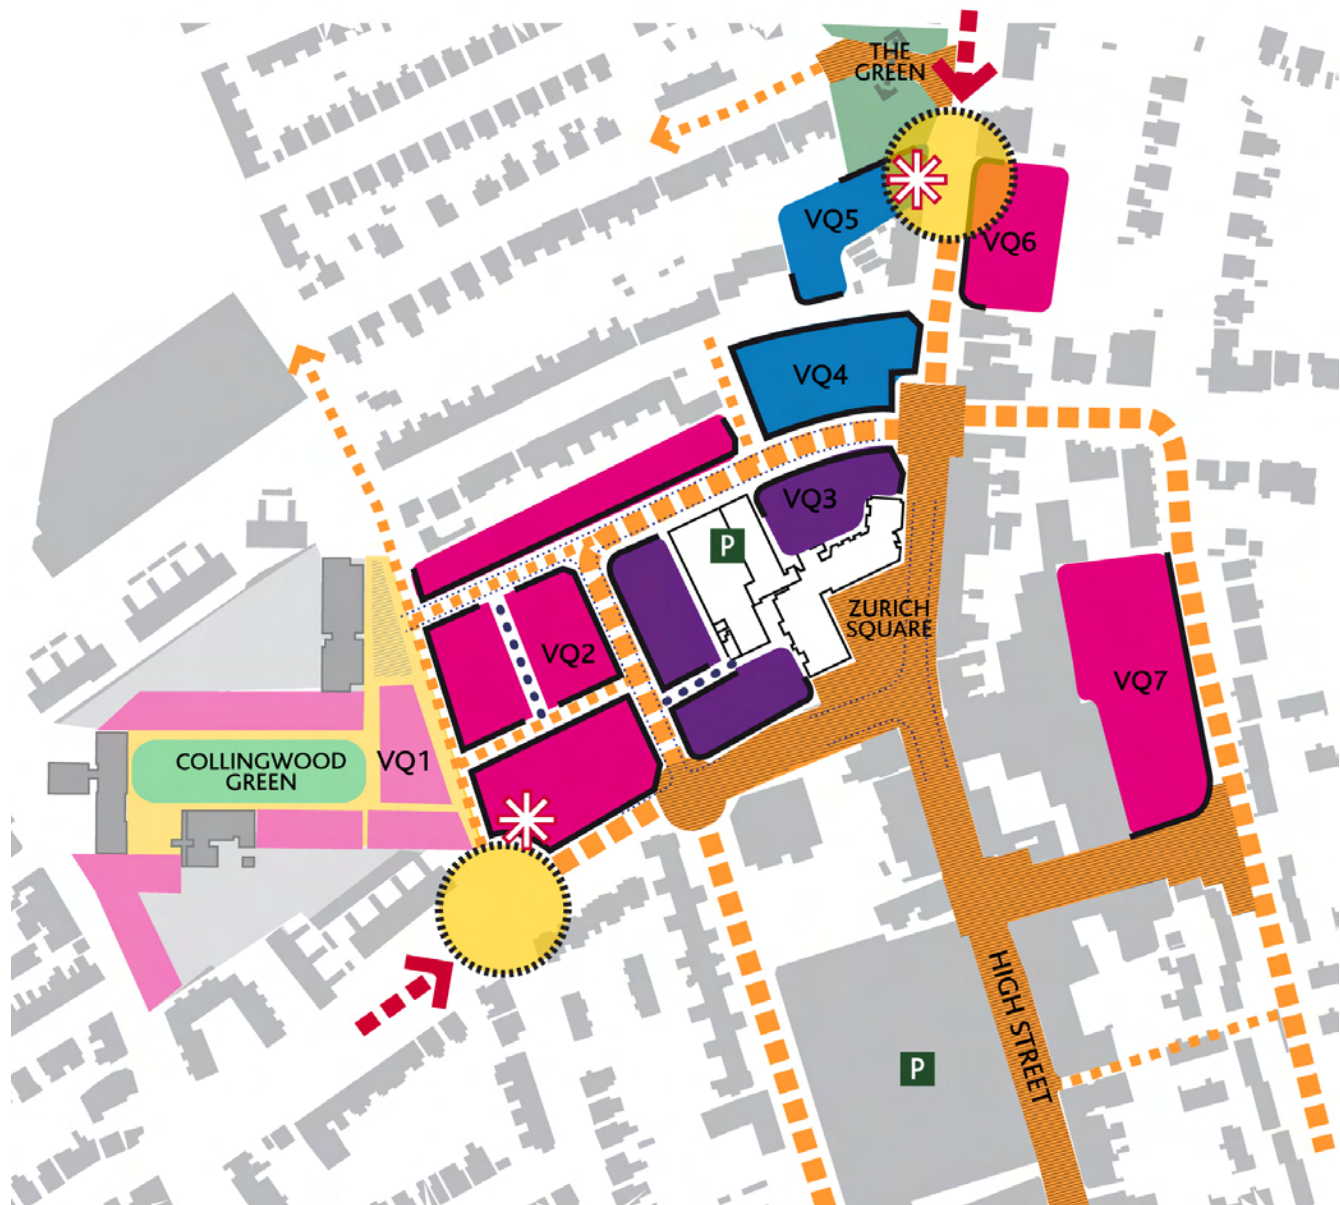 THE
GREEN
VQ5
VQ6
VQ4
VQ3
P
ZURICH
SQUARE
VQ2
VQ7
COLLINGWOOD
GREEN
VQ1
HIGH STREET
P